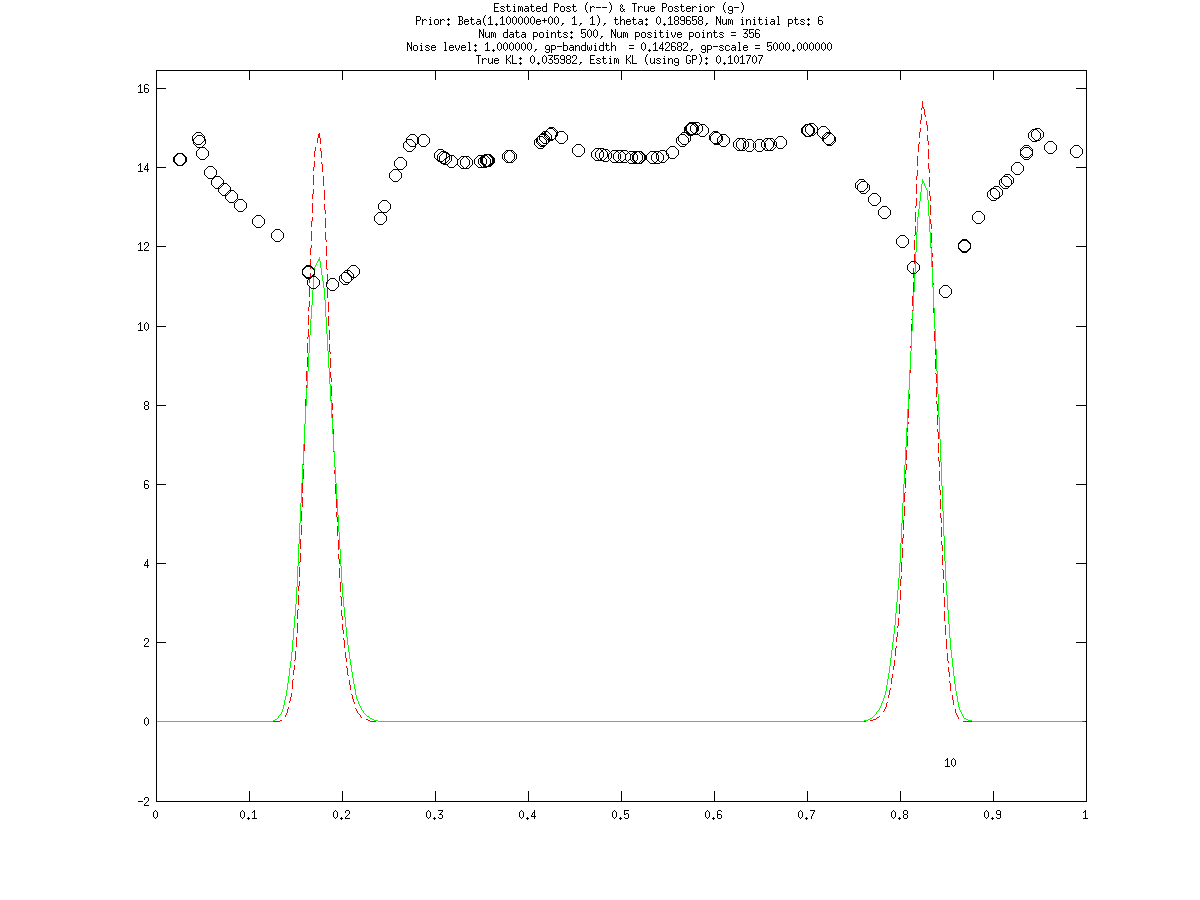 Estimated Post (r--) & True Posterior (g-)
Prior: Beta(1.100000e+00, 1, 1), theta: 0.189658, Num initial pts: 6
Num data points: 500, Num positive points = 356
Noise level: 1.000000, gp-bandwidth = 0.142682, gp-scale = 5000.000000
True KL: 0.035982, Estim KL (using GP): 0.101707
16
14
12
10
8
6
4
2
0
10
-2
0 0.1 0.2 0.3 0.4 0.5 0.6 0.7 0.8 0.9 1